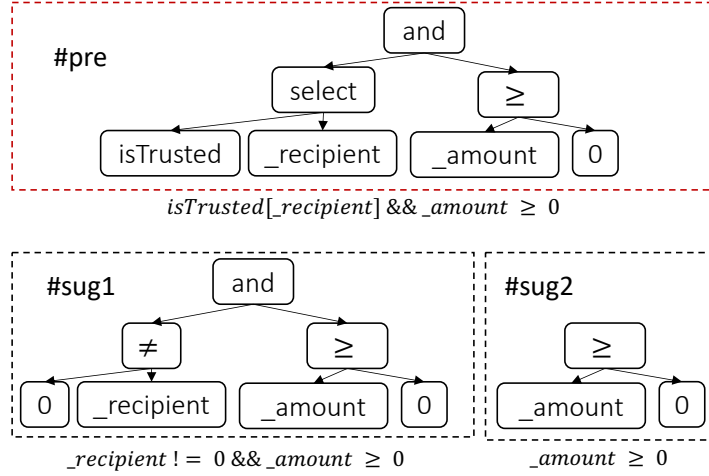 and
#pre
select ≥
isTrusted _recipient _amount 0
isTrusted[_recipient] && _amount ≥ 0
#sug1 and
≠ ≥
0 _recipient _amount 0
_recipient ! = 0 && _amount ≥ 0
#sug2
≥
_amount 0
_amount ≥ 0